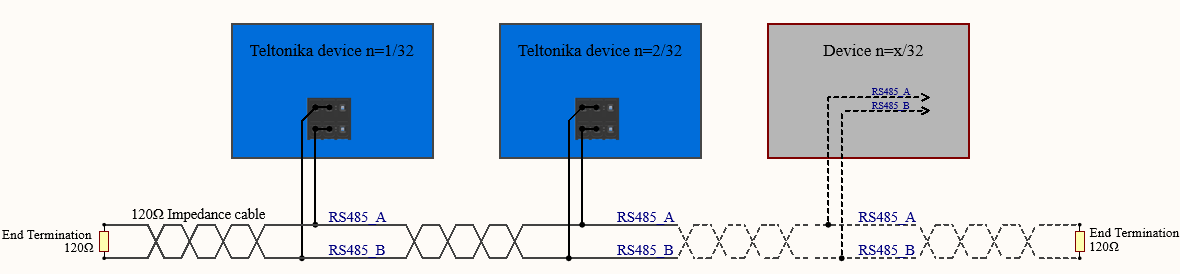 Teltonika device n=1/32
Teltonika device n=2/32
Device n=x/32
RS485_A
RS485_B
120Ω Impedance cable
RS485_A
RS485_A
RS485_A
End Termination
120Ω
End Termination
120Ω
RS485_B
RS485_B
RS485_B